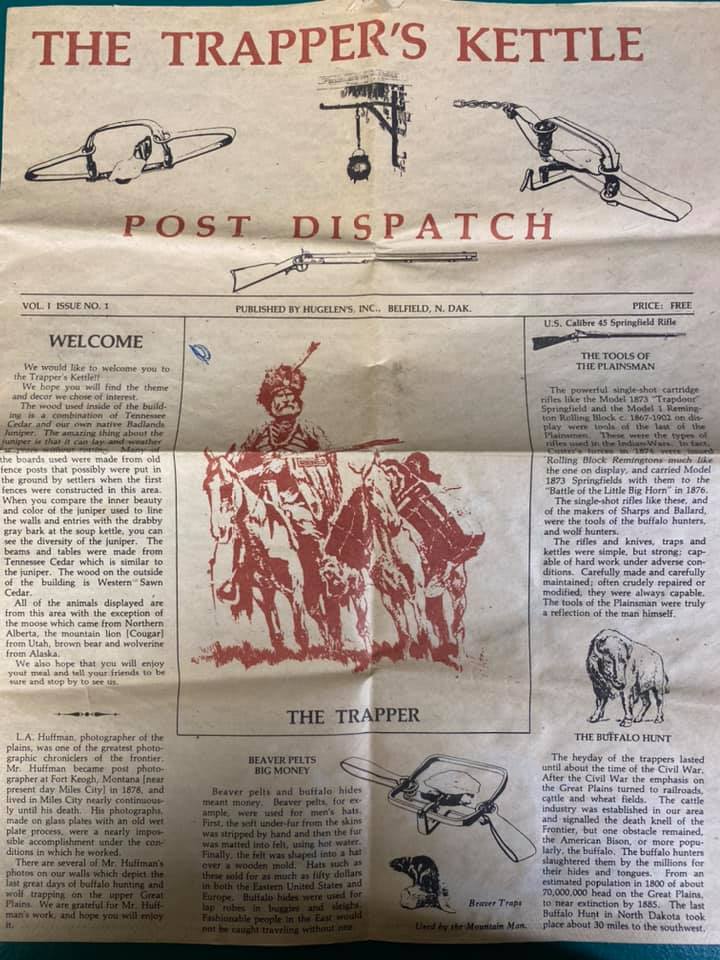 THE TRAPPER'S KETTLE
POST DISPATCH
VOL. I ISSUE NO. 1
PUBLISHED BY HUGELEN'S, INC., BELFIELD, N. DAK.
PRICE: FREE
WELCOME
We would like to welcome you to
the Trapper's Kettle!!
We hope you will find the theme
and decor we chose of interest.
The wood used inside of the build-
ing is a combination of Tennessee
Cedar and our own native Badlands
Juniper. The amazing thing about the
juniper is that it can lay and weather
the boards used were made from old
fence posts that possibly were put in
the ground by settlers when the first
fences were constructed in this area.
When you compare the inner beauty
and color of the juniper used to line
the walls and entries with the drabby
gray bark at the soup kettle, you can
see the diversity of the juniper. The
beams and tables were made from
Tennessee Cedar which is similar to
the juniper. The wood on the outside
of the building is Western Sawn
Cedar.
All of the animals displayed are
from this area with the exception of
the moose which came from Northern
Alberta, the mountain lion [Cougar]
from Utah, brown bear and wolverine
from Alaska.
We also hope that you will enjoy
your meal and tell your friends to be
sure and stop by to see us.
L.A. Huffman, photographer of the
plains, was one of the greatest photo-
graphic chroniclers of the frontier.
Mr. Huffman became post photo-
grapher at Fort Keogh, Montana [near
present day Miles City] in 1878, and
lived in Miles City nearly continuous-
ly until his death. His photographs,
made on glass plates with an old wet
plate process, were a nearly impos-
sible accomplishment under the con-
ditions in which he worked.
There are several of Mr. Huffman's
photos on our walls which depict the
last great days of buffalo hunting and
wolf trapping on the upper Great
Plains. We are grateful for Mr. Huff-
man's work, and hope you will enjoy
it.
THE TRAPPER
BEAVER PELTS
BIG MONEY
Beaver pelts and buffalo hides
meant money. Beaver pelts, for ex-
ample, were used for men's hats.
First, the soft under-fur from the skins
was stripped by hand and then the fur
was matted into felt, using hot water.
Finally, the felt was shaped into a hat
over a wooden mold. Hats such as
these sold for as much as fifty dollars
in both the Eastern United States and
Europe. Buffalo hides were used for
lap robes in buggies and sleighs.
Fashionable people in the East would
not be caught traveling without one.
Beaver Traps
Used by the Mountain Man.
U.S. Calibre 45 Springfield Rifle
THE TOOLS OF
THE PLAINSMAN
The powerful single-shot cartridge
rifles like the Model 1873 "Trapdoor"
Springfield and the Model 1 Reming-
ton Rolling Block c. 1867-1902 on dis-
play were tools of the last of the
Plainsmen. These were the types of
rifles used in the Indian Wars. In fact,
Custer's forces in 1876 were issued
Rolling Block Remingtons much like
the one on display, and carried Model
1873 Springfields with them to the
"Battle of the Little Big Horn" in 1876.
The single-shot rifles like these, and
of the makers of Sharps and Ballard,
were the tools of the buffalo hunters,
and wolf hunters.
The rifles and knives, traps and
kettles were simple, but strong; cap-
able of hard work under adverse con-
ditions. Carefully made and carefully
maintained; often crudely repaired or
modified, they were always capable.
The tools of the Plainsman were truly
a reflection of the man himself.
THE BUFFALO HUNT
The heyday of the trappers lasted
until about the time of the Civil War.
After the Civil War the emphasis on
the Great Plains turned to railroads,
cattle and wheat fields. The cattle
industry was established in our area
and signalled the death knell of the
Frontier, but one obstacle remained,
the American Bison, or more popu-
larly, the buffalo. The buffalo hunters
slaughtered them by the millions for
their hides and tongues. From an
estimated population in 1800 of about
70,000,000 head on the Great Plains,
to near extinction by 1885. The last
Buffalo Hunt in North Dakota took
place about 30 miles to the southwest,